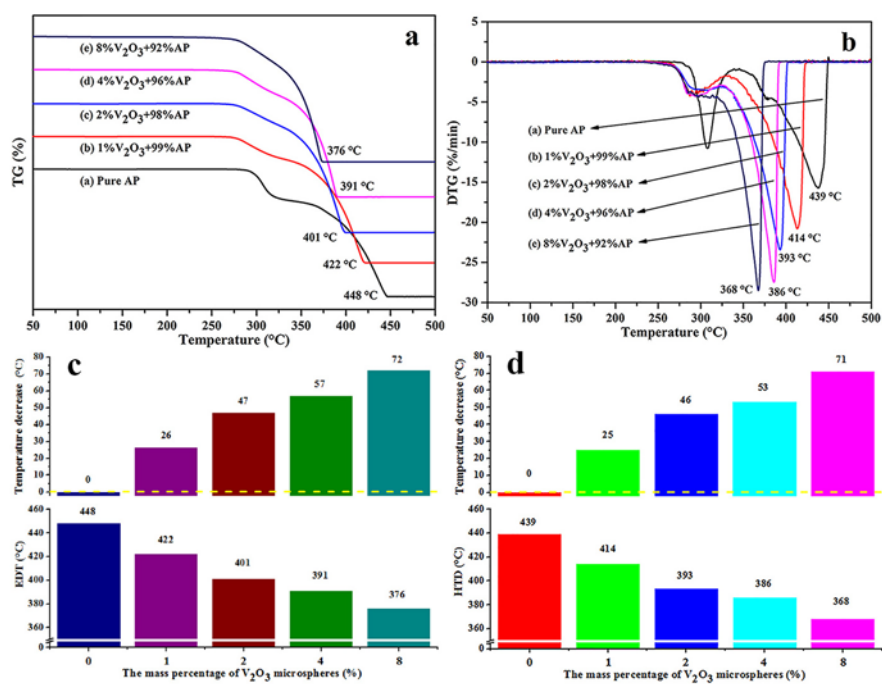 a
(e) 8%V₂O₃+92%AP
(d) 4%V₂O₃+96%AP
(c) 2%V₂O₃+98%AP
(b) 1%V₂O₃+99%AP
(a) Pure AP
376 °C
391 °C
401 °C
422 °C
448 °C
TG (%)
50 100 150 200 250 300 350 400 450 500
Temperature (°C)
b
5
0
-5
-10
-15
-20
-25
-30
DTG (%/min)
(a) Pure AP
(b) 1%V₂O₃+99%AP
(c) 2%V₂O₃+98%AP
(d) 4%V₂O₃+96%AP
(e) 8%V₂O₃+92%AP
439 °C
414 °C
393 °C
386 °C
368 °C
50 100 150 200 250 300 350 400 450 500
Temperature (°C)
c
Temperature decrease (°C)
80
70
60
50
40
30
20
10
0
0 26 47 57 72
EDT (°C)
460
440
420
400
380
360
0
448 422 401 391 376
0 1 2 4 8
The mass percentage of V₂O₃ microspheres (%)
d
Temperature decrease (°C)
80
70
60
50
40
30
20
10
0
0 25 46 53 71
HTD (°C)
460
440
420
400
380
360
0
439 414 393 386 368
0 1 2 4 8
The mass percentage of V₂O₃ microspheres (%)